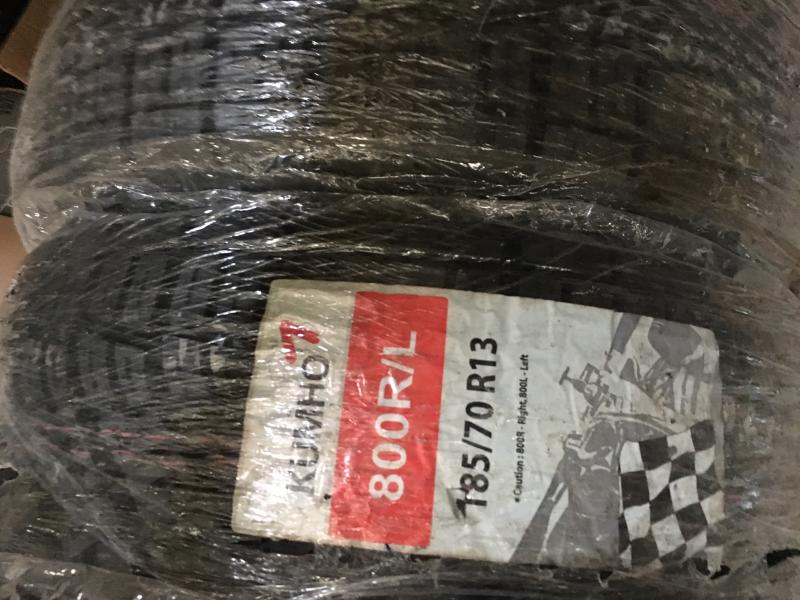 KUMHO
800R/L
185/70 R13
* Caution : 800R - Right, 800L - Left